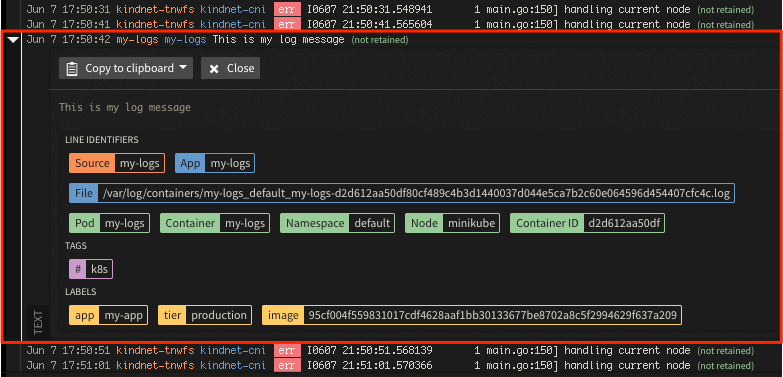 Jun 7 17:50:31 kindnet-tnwfs kindnet-cni err I0607 21:50:31.548941 1 main.go:150] handling current node (not retained)
Jun 7 17:50:41 kindnet-tnwfs kindnet-cni err I0607 21:50:41.565604 1 main.go:150] handling current node (not retained)
Jun 7 17:50:42 my-logs my-logs This is my log message (not retained)
Copy to clipboard Close
This is my log message
LINE IDENTIFIERS
Source my-logs App my-logs
File /var/log/containers/my-logs_default_my-logs-d2d612aa50df80cf489c4b3d1440037d044e5ca7b2c60e064596d454407cfc4c.log
Pod my-logs Container my-logs Namespace default Node minikube Container ID d2d612aa50df
TAGS
# k8s
LABELS
app my-app tier production image 95cf004f559831017cdf4628aaf1bb30133677be8702a8c5f2994629f637a209
TEXT
Jun 7 17:50:51 kindnet-tnwfs kindnet-cni err I0607 21:50:51.568139 1 main.go:150] handling current node (not retained)
Jun 7 17:51:01 kindnet-tnwfs kindnet-cni err I0607 21:51:01.570366 1 main.go:150] handling current node (not retained)